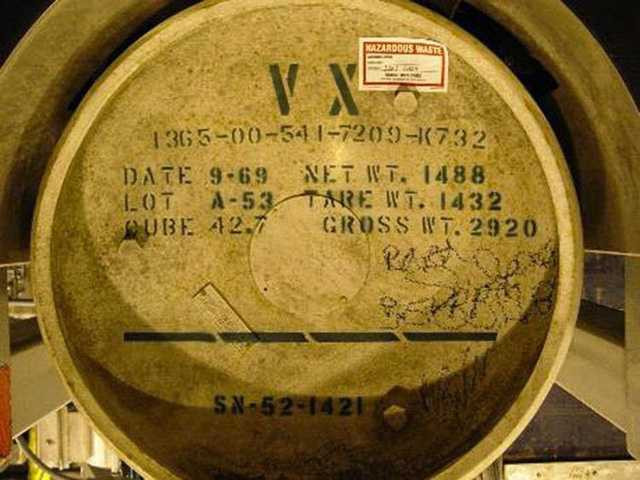 HAZARDOUS WASTE
VX
1365-00-541-7209-K732
DATE 9-69 NET WT. 1488
LOT A-53 TARE WT. 1432
CUBE 42.7 GROSS WT. 2920
SN-52-1421